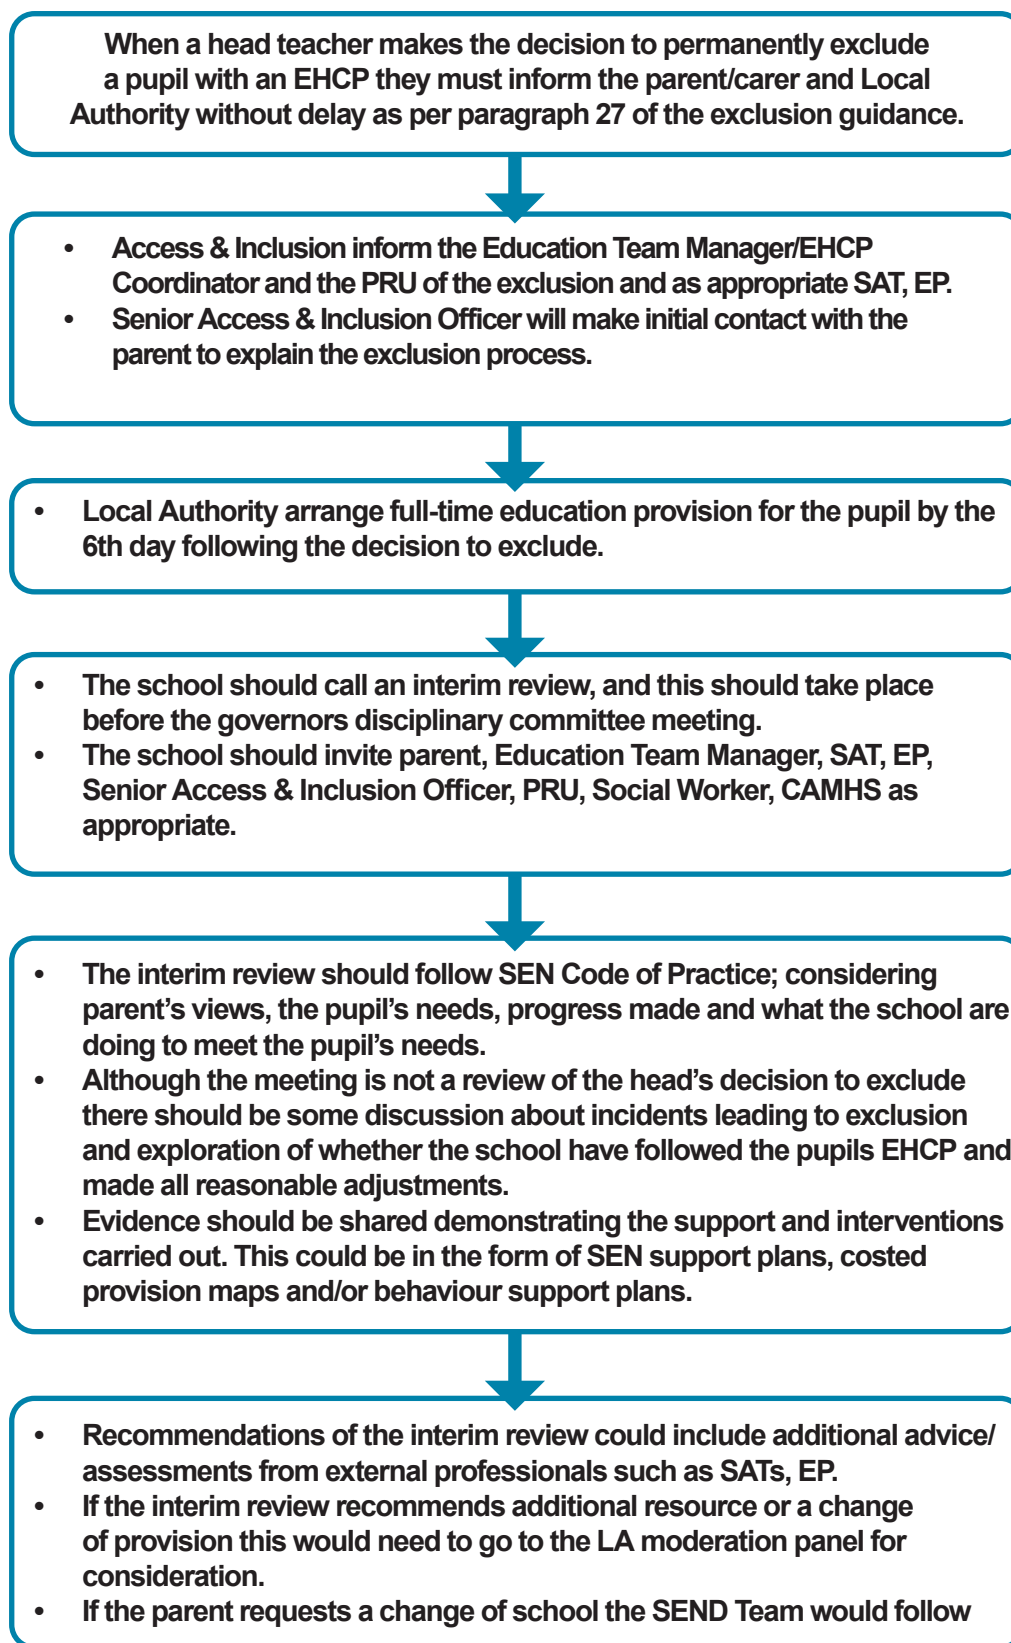 When a head teacher makes the decision to permanently exclude
a pupil with an EHCP they must inform the parent/carer and Local
Authority without delay as per paragraph 27 of the exclusion guidance.
• Access & Inclusion inform the Education Team Manager/EHCP
Coordinator and the PRU of the exclusion and as appropriate SAT, EP.
• Senior Access & Inclusion Officer will make initial contact with the
parent to explain the exclusion process.
• Local Authority arrange full-time education provision for the pupil by the
6th day following the decision to exclude.
• The school should call an interim review, and this should take place
before the governors disciplinary committee meeting.
• The school should invite parent, Education Team Manager, SAT, EP,
Senior Access & Inclusion Officer, PRU, Social Worker, CAMHS as
appropriate.
• The interim review should follow SEN Code of Practice; considering
parent's views, the pupil's needs, progress made and what the school are
doing to meet the pupil's needs.
• Although the meeting is not a review of the head's decision to exclude
there should be some discussion about incidents leading to exclusion
and exploration of whether the school have followed the pupils EHCP and
made all reasonable adjustments.
• Evidence should be shared demonstrating the support and interventions
carried out. This could be in the form of SEN support plans, costed
provision maps and/or behaviour support plans.
• Recommendations of the interim review could include additional advice/
assessments from external professionals such as SATs, EP.
• If the interim review recommends additional resource or a change
of provision this would need to go to the LA moderation panel for
consideration.
• If the parent requests a change of school the SEND Team would follow